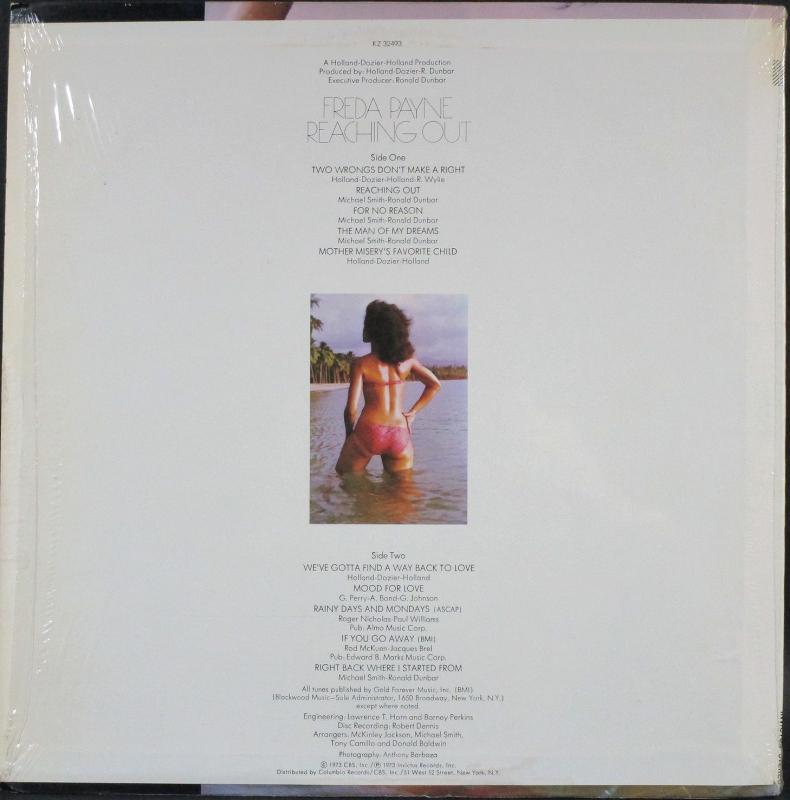 KZ 32493
A Holland-Dozier-Holland Production
Produced by: Holland-Dozier-R. Dunbar
Executive Producer: Ronald Dunbar
FREDA PAYNE
REACHING OUT
Side One
TWO WRONGS DON'T MAKE A RIGHT
Holland-Dozier-Holland-R. Wylie
REACHING OUT
Michael Smith-Ronald Dunbar
FOR NO REASON
Michael Smith-Ronald Dunbar
THE MAN OF MY DREAMS
Michael Smith-Ronald Dunbar
MOTHER MISERY'S FAVORITE CHILD
Holland-Dozier-Holland
Side Two
WE'VE GOTTA FIND A WAY BACK TO LOVE
Holland-Dozier-Holland
MOOD FOR LOVE
G. Perry-A. Bond-G. Johnson
RAINY DAYS AND MONDAYS (ASCAP)
Roger Nicholas-Paul Williams
Pub: Almo Music Corp.
IF YOU GO AWAY (BMI)
Rod McKuen-Jacques Brel
Pub: Edward B. Marks Music Corp.
RIGHT BACK WHERE I STARTED FROM
Michael Smith-Ronald Dunbar
All tunes published by Gold Forever Music, Inc. (BMI)
(Blackwood Music—Sole Administrator, 1650 Broadway, New York, N.Y.)
except where noted.
Engineering: Lawrence T. Horn and Barney Perkins
Disc Recording: Robert Dennis
Arrangers: McKinley Jackson, Michael Smith,
Tony Camillo and Donald Baldwin
Photography: Anthony Barboza
© 1973 CBS, Inc./℗ 1973 Invictus Records, Inc.
Distributed by Columbia Records/CBS, Inc./51 West 52 Street, New York, N.Y.